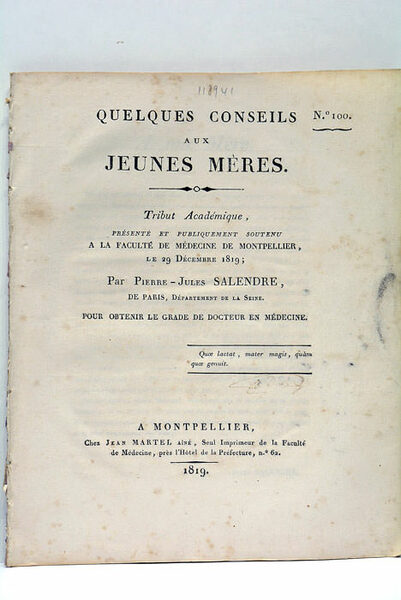 118941
QUELQUES CONSEILS N.º 100.
AUX
JEUNES MÈRES.
Tribut Académique,
PRÉSENTÉ ET PUBLIQUEMENT SOUTENU
A LA FACULTÉ DE MÉDECINE DE MONTPELLIER,
LE 29 DÉCEMBRE 1819;
Par PIERRE-JULES SALENDRE,
DE PARIS, DÉPARTEMENT DE LA SEINE.
POUR OBTENIR LE GRADE DE DOCTEUR EN MÉDECINE.
Quæ lactat, mater magis, quàm
quæ genuit.
A MONTPELLIER,
Chez JEAN MARTEL AÎNÉ, Seul Imprimeur de la Faculté
de Médecine, près l'Hôtel de la Préfecture, n.º 62.
1819.